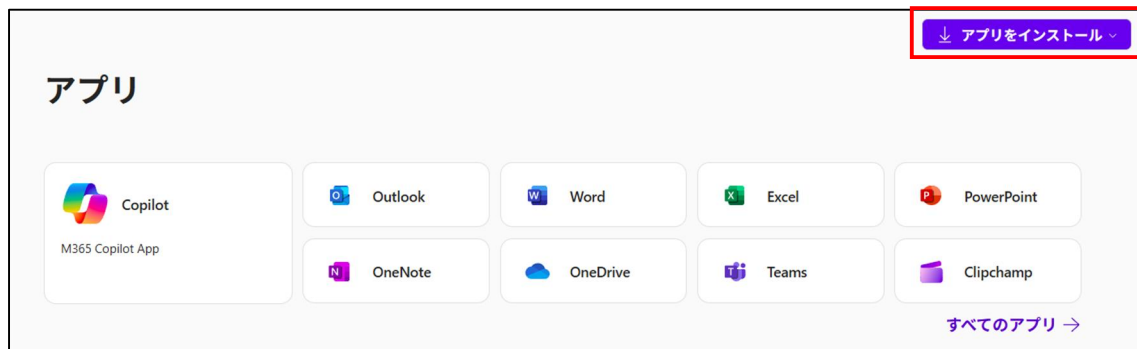 アプリをインストール
アプリ
Copilot
M365 Copilot App
Outlook
Word
Excel
PowerPoint
OneNote
OneDrive
Teams
Clipchamp
すべてのアプリ →